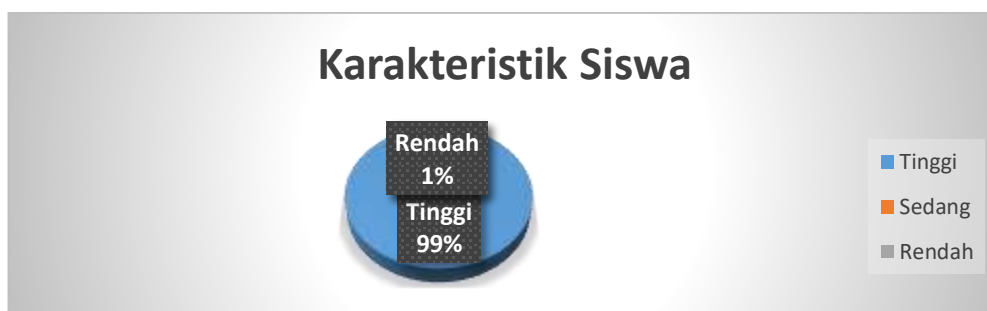 Karakteristik Siswa
Rendah
1%
Tinggi
99%
Tinggi
Sedang
Rendah